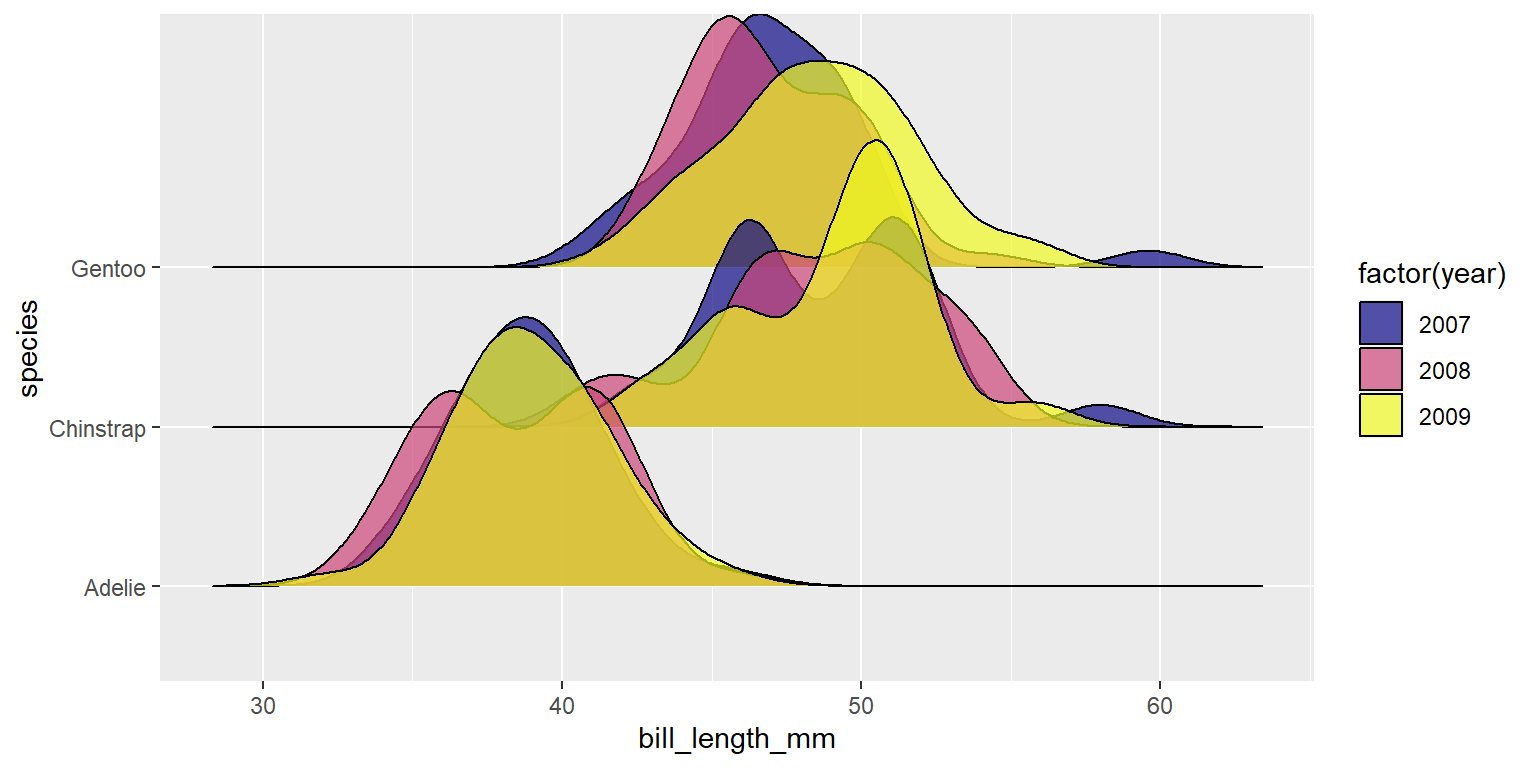 species
Gentoo
Chinstrap
Adelie
30 40 50 60
bill_length_mm
factor(year)
2007
2008
2009